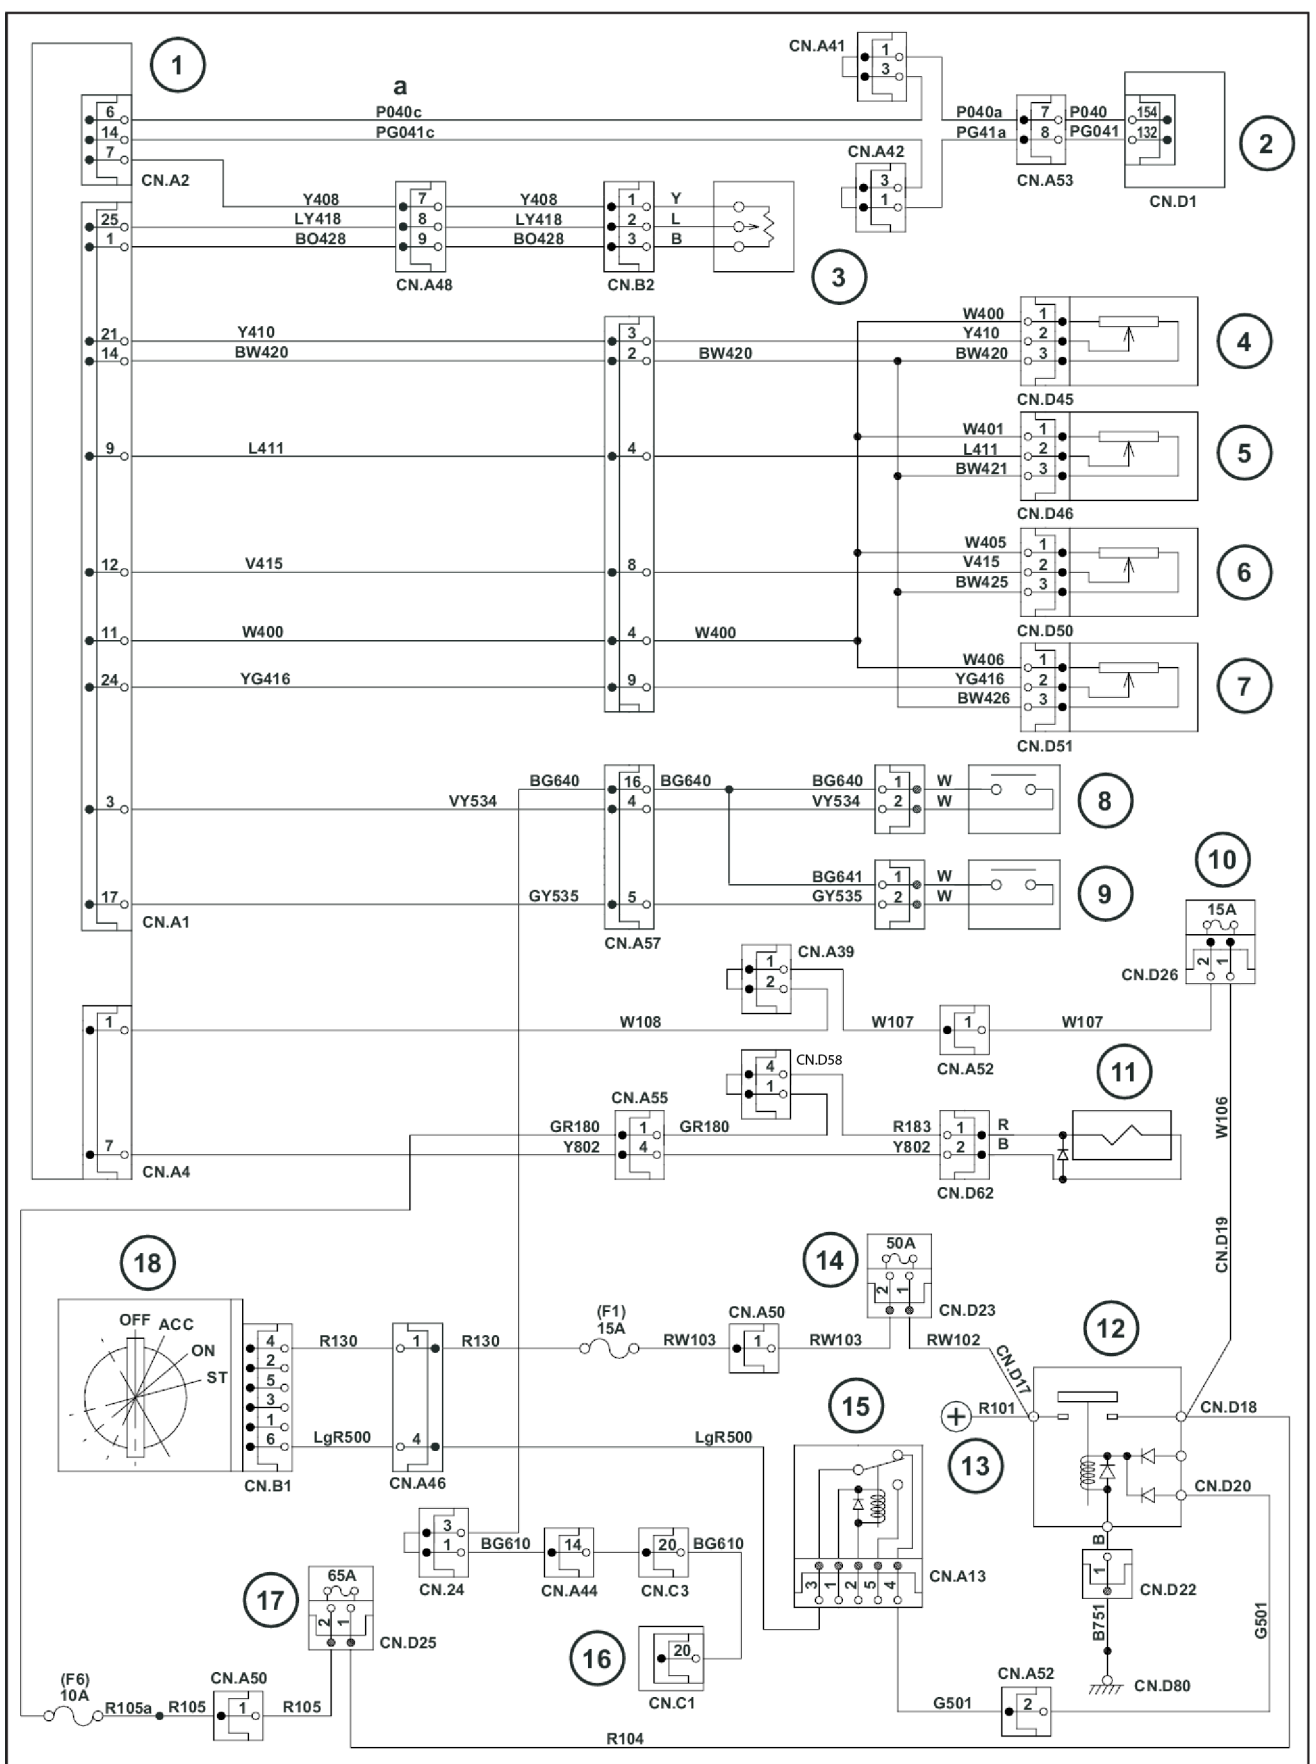 CN.A41
1
3
1
a
6
P040c
14
PG041c
7
CN.A2
P040a
7
P040
154
PG41a
8
PG041
132
2
CN.A42
3
1
CN.A53
CN.D1
25
1
Y408
7
Y408
1
Y
LY418
8
LY418
2
L
BO428
9
BO428
3
B
CN.A48
CN.B2
3
21
Y410
3
14
BW420
2
BW420
W400
1
Y410
2
BW420
3
4
CN.D45
9
L411
4
W401
1
L411
2
BW421
3
5
CN.D46
12
V415
8
W405
1
V415
2
BW425
3
6
CN.D50
11
W400
4
W400
24
YG416
9
W406
1
YG416
2
BW426
3
7
CN.D51
BG640
16
BG640
BG640
1
W
3
VY534
4
VY534
2
W
8
BG641
1
W
17
GY535
5
GY535
2
W
9
CN.A1
CN.A57
10
15A
2
1
CN.D26
CN.A39
1
2
1
W108
W107
1
W107
CN.A52
CN.D58
4
1
11
W106
CN.D19
CN.A55
GR180
1
GR180
R183
1
R
7
Y802
4
Y802
2
B
CN.A4
CN.D62
18
OFF
ACC
ON
ST
4
2
5
3
1
6
CN.B1
R130
1
R130
LgR500
4
LgR500
CN.A46
(F1)
15A
RW103
CN.A50
1
RW103
14
50A
2
1
CN.D23
RW102
CN.D17
12
R101
13
CN.D18
CN.D20
15
3
1
2
5
4
CN.A13
B
1
CN.D22
B751
CN.D80
G501
3
1
BG610
14
20
BG610
CN.24
CN.A44
CN.C3
16
20
CN.C1
17
65A
2
1
CN.D25
(F6)
10A
R105a
R105
CN.A50
1
R105
G501
CN.A52
2
R104